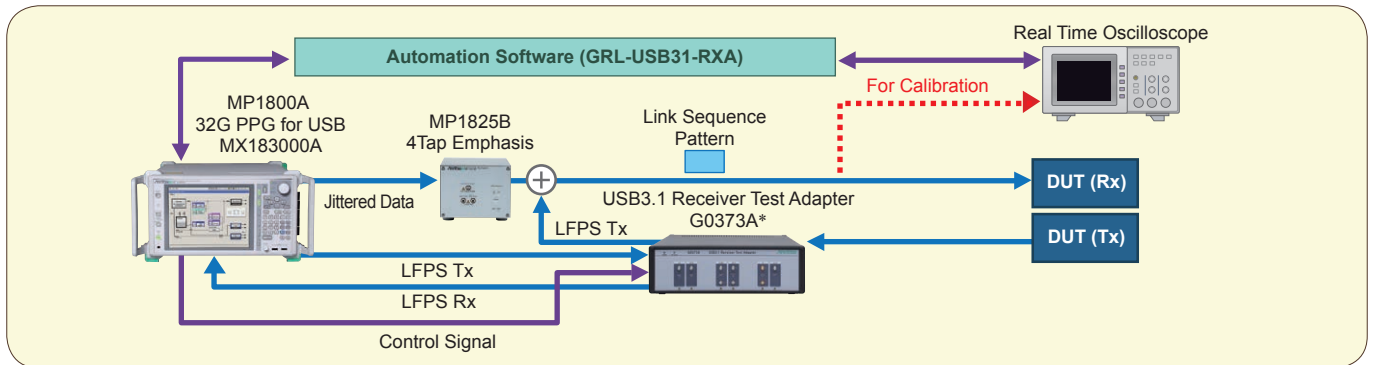 Real Time Oscilloscope
Automation Software (GRL-USB31-RXA)
For Calibration
MP1800A
32G PPG for USB
MX183000A
MP1825B
4Tap Emphasis
Link Sequence
Pattern
Jittered Data
DUT (Rx)
USB3.1 Receiver Test Adapter
G0373A*
LFPS Tx
DUT (Tx)
LFPS Tx
LFPS Rx
Control Signal